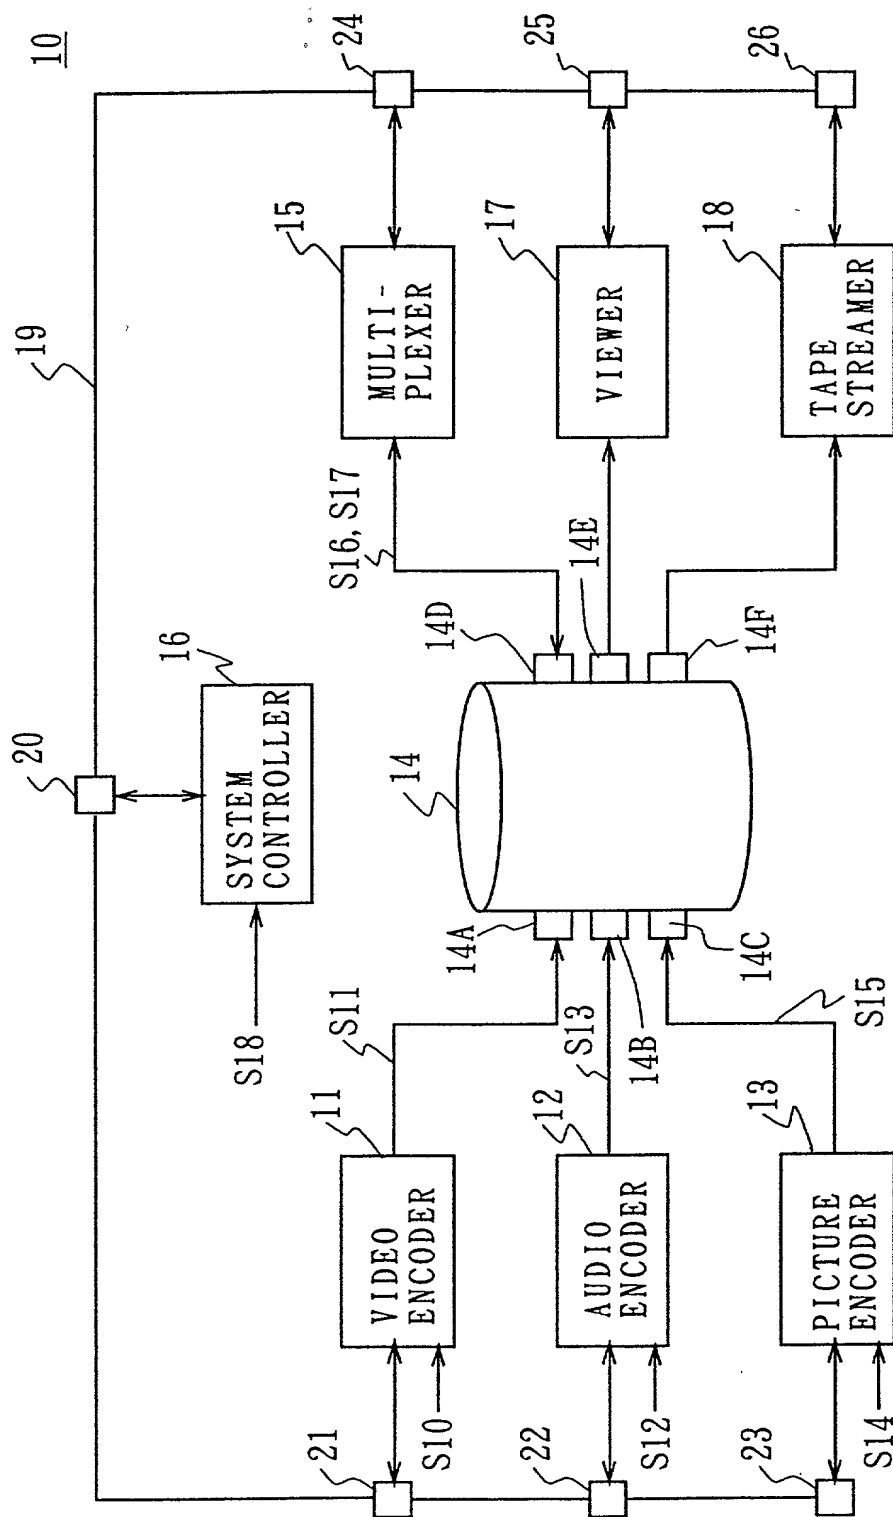 10
19
20
16
SYSTEM
CONTROLLER
S18
21
11
VIDEO
ENCODER
S10
S11
14A
14
14D
S16, S17
15
MULTI-
PLEXER
24
22
12
AUDIO
ENCODER
S12
S13
14B
14E
17
VIEWER
25
23
13
PICTURE
ENCODER
S14
S15
14C
14F
18
TAPE
STREAMER
26